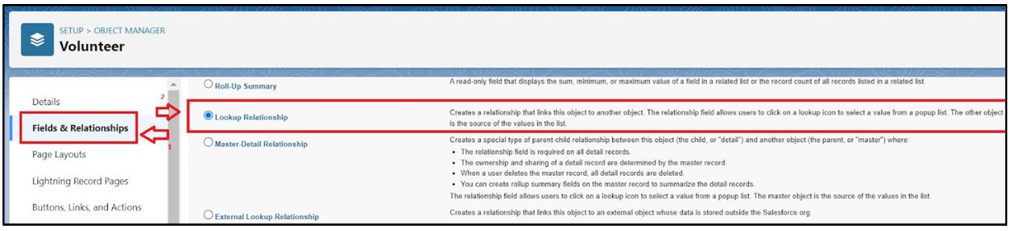 SETUP > OBJECT MANAGER
Volunteer
Details
Fields & Relationships
Page Layouts
Lightning Record Pages
Buttons, Links, and Actions
2
1
Roll-Up Summary
A read-only field that displays the sum, minimum, or maximum value of a field in a related list or the record count of all records listed in a related list.
Lookup Relationship
Creates a relationship that links this object to another object. The relationship field allows users to click on a lookup icon to select a value from a popup list. The other object
is the source of the values in the list.
Master-Detail Relationship
Creates a special type of parent-child relationship between this object (the child, or "detail") and another object (the parent, or "master") where:
• The relationship field is required on all detail records.
• The ownership and sharing of a detail record are determined by the master record.
• When a user deletes the master record, all detail records are deleted.
• You can create rollup summary fields on the master record to summarize the detail records.
The relationship field allows users to click on a lookup icon to select a value from a popup list. The master object is the source of the values in the list.
External Lookup Relationship
Creates a relationship that links this object to an external object whose data is stored outside the Salesforce org.